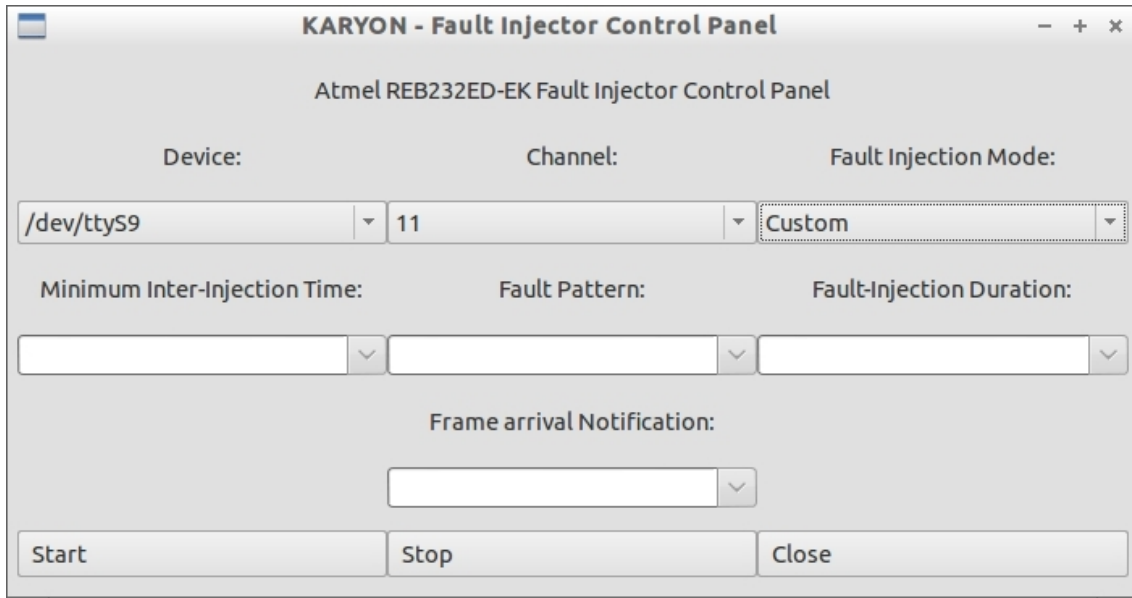 KARYON - Fault Injector Control Panel
Atmel REB232ED-EK Fault Injector Control Panel
Device: Channel: Fault Injection Mode:
/dev/ttyS9 11 Custom
Minimum Inter-Injection Time: Fault Pattern: Fault-Injection Duration:
Frame arrival Notification:
Start Stop Close